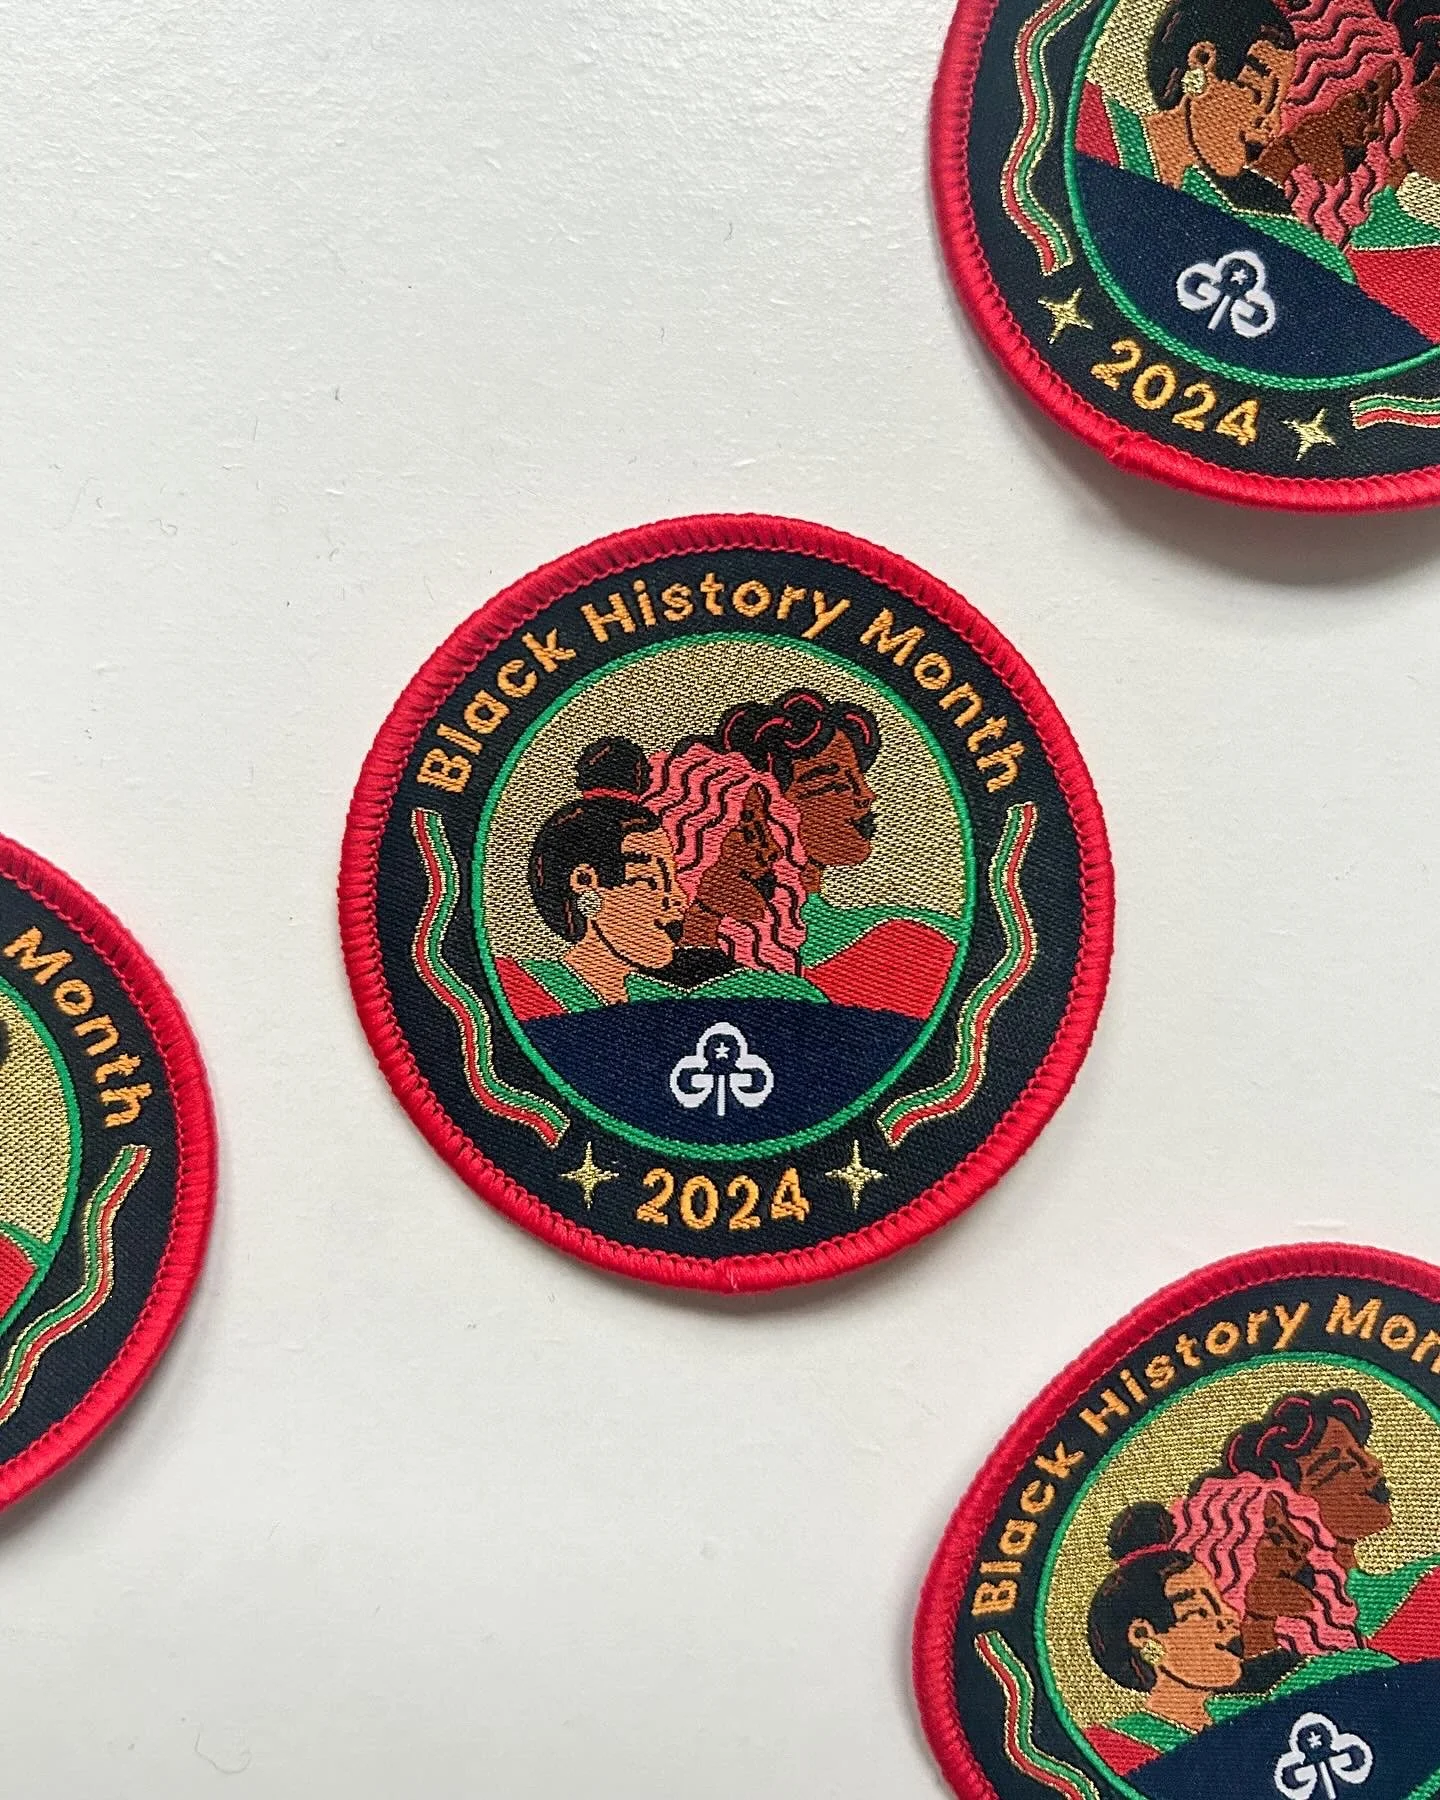 2024
Black History Month
2024
Month
Black History Mon